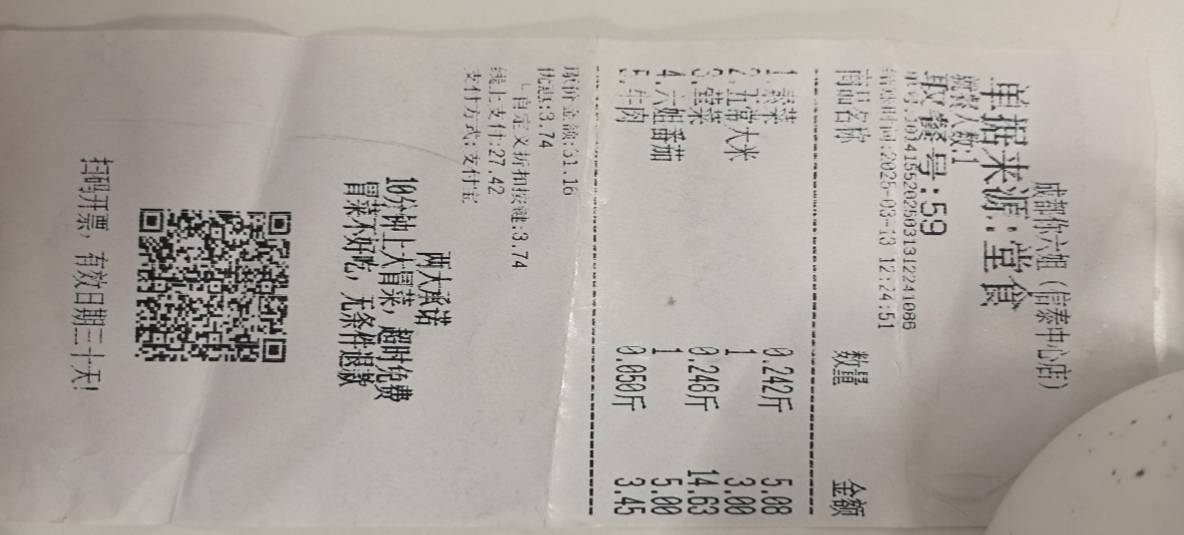 成都你六姐（信泰中心店）
单据来源:堂食
就餐人数:1
取餐号:59
单号:301415520250313122241086
结账时间:2025-03-13 12:24:51
商品名称 数量 金额
1.素菜 0.242斤 5.08
2.五常大米 1 3.00
3.荤菜 0.248斤 14.63
4.六姐番茄 1 5.00
5.牛肉 0.050斤 3.45
原价金额:31.16
优惠:3.74
自定义折扣按键:3.74
线上支付:27.42
支付方式:支付宝
两大承诺
10分钟上大冒菜，超时免费
冒菜不好吃，无条件退款
扫码开票，有效日期三十天!